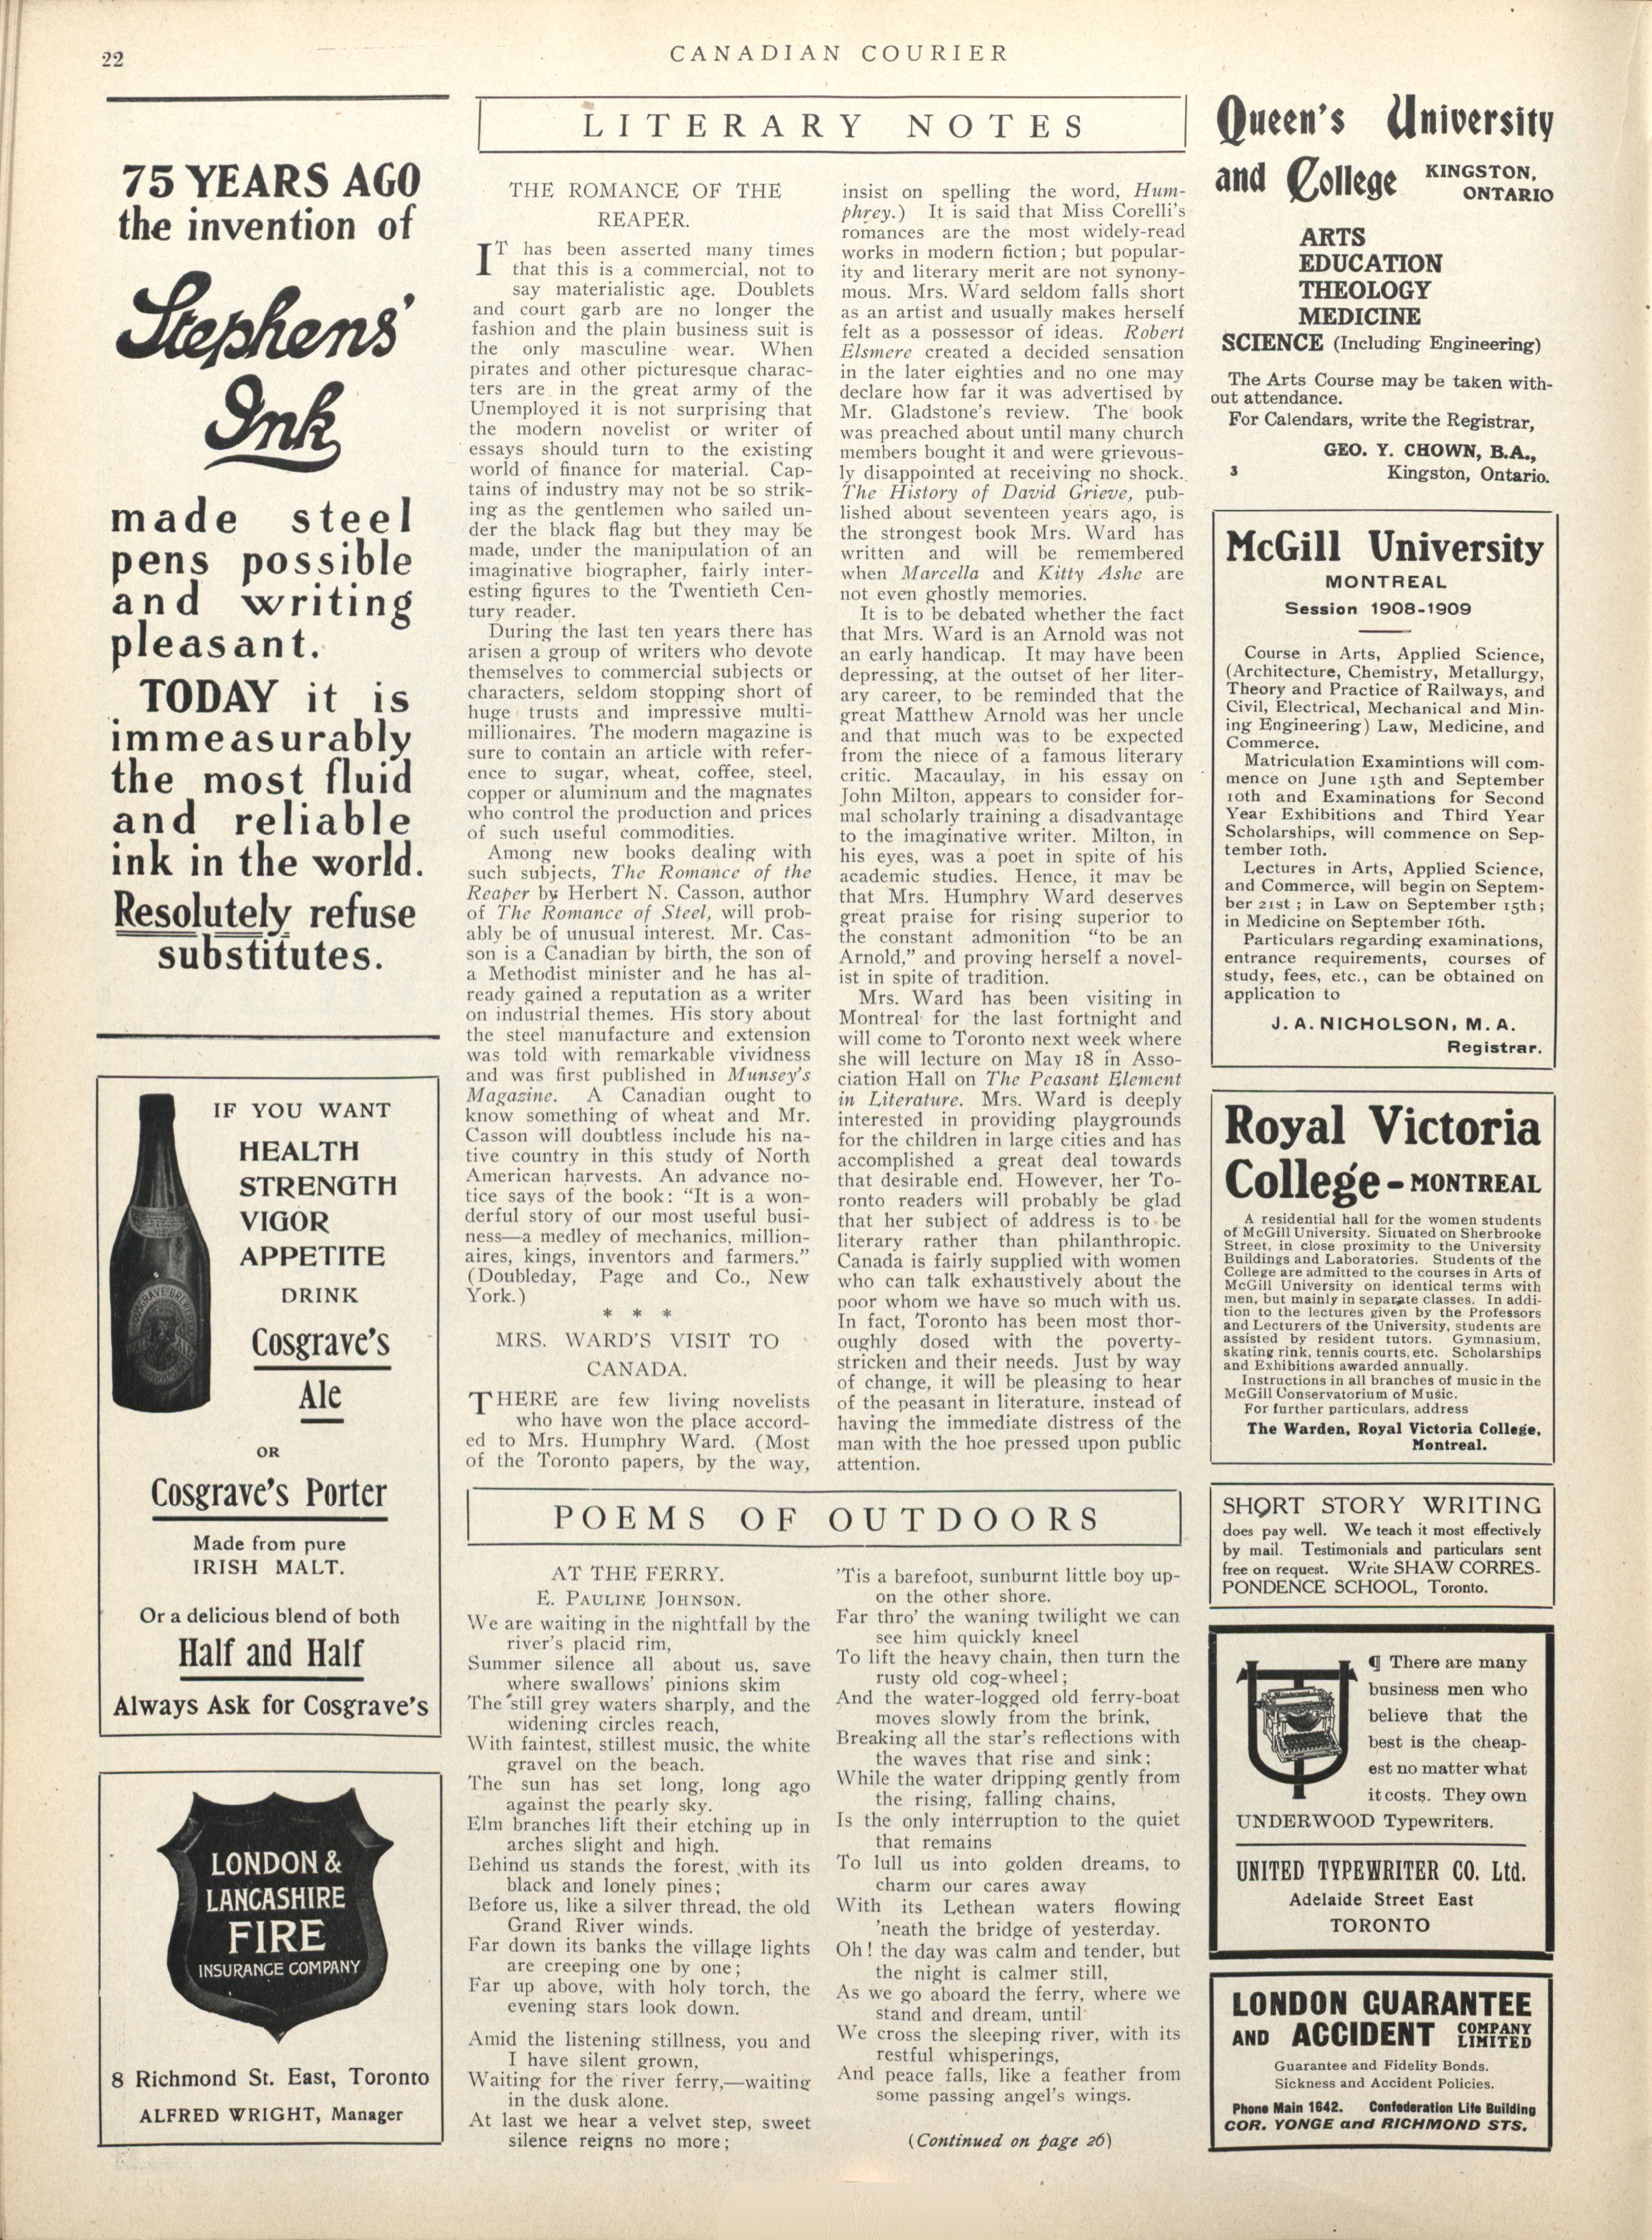 22
CANADIAN COURIER
75 YEARS AGO
the invention of
Stephens'
Ink
made steel
pens possible
and writing
pleasant.
TODAY it is
immeasurably
the most fluid
and reliable
ink in the world.
Resolutely refuse
substitutes.
IF YOU WANT
HEALTH
STRENGTH
VIGOR
APPETITE
DRINK
Cosgrave's
Ale
OR
Cosgrave's Porter
Made from pure
IRISH MALT.
Or a delicious blend of both
Half and Half
Always Ask for Cosgrave's
LONDON &
LANCASHIRE
FIRE
INSURANCE COMPANY
8 Richmond St. East, Toronto
ALFRED WRIGHT, Manager
LITERARY NOTES
THE ROMANCE OF THE
REAPER.
IT has been asserted many times
that this is a commercial, not to
say materialistic age. Doublets
and court garb are no longer the
fashion and the plain business suit is
the only masculine wear. When
pirates and other picturesque charac-
ters are in the great army of the
Unemployed it is not surprising that
the modern novelist or writer of
essays should turn to the existing
world of finance for material. Cap-
tains of industry may not be so strik-
ing as the gentlemen who sailed un-
der the black flag but they may be
made, under the manipulation of an
imaginative biographer, fairly inter-
esting figures to the Twentieth Cen-
tury reader.
During the last ten years there has
arisen a group of writers who devote
themselves to commercial subjects or
characters, seldom stopping short of
huge trusts and impressive multi-
millionaires. The modern magazine is
sure to contain an article with refer-
ence to sugar, wheat, coffee, steel,
copper or aluminum and the magnates
who control the production and prices
of such useful commodities.
Among new books dealing with
such subjects, The Romance of the
Reaper by Herbert N. Casson, author
of The Romance of Steel, will prob-
ably be of unusual interest. Mr. Cas-
son is a Canadian by birth, the son of
a Methodist minister and he has al-
ready gained a reputation as a writer
on industrial themes. His story about
the steel manufacture and extension
was told with remarkable vividness
and was first published in Munsey's
Magazine. A Canadian ought to
know something of wheat and Mr.
Casson will doubtless include his na-
tive country in this study of North
American harvests. An advance no-
tice says of the book: "It is a won-
derful story of our most useful busi-
ness—a medley of mechanics, million-
aires, kings, inventors and farmers."
(Doubleday, Page and Co., New
York.)
* * *
MRS. WARD'S VISIT TO
CANADA.
THERE are few living novelists
who have won the place accord-
ed to Mrs. Humphry Ward. (Most
of the Toronto papers, by the way,
insist on spelling the word, Hum-
phrey.) It is said that Miss Corelli's
romances are the most widely-read
works in modern fiction; but popular-
ity and literary merit are not synony-
mous. Mrs. Ward seldom falls short
as an artist and usually makes herself
felt as a possessor of ideas. Robert
Elsmere created a decided sensation
in the later eighties and no one may
declare how far it was advertised by
Mr. Gladstone's review. The book
was preached about until many church
members bought it and were grievous-
ly disappointed at receiving no shock.
The History of David Grieve, pub-
lished about seventeen years ago, is
the strongest book Mrs. Ward has
written and will be remembered
when Marcella and Kitty Ashe are
not even ghostly memories.
It is to be debated whether the fact
that Mrs. Ward is an Arnold was not
an early handicap. It may have been
depressing, at the outset of her liter-
ary career, to be reminded that the
great Matthew Arnold was her uncle
and that much was to be expected
from the niece of a famous literary
critic. Macaulay, in his essay on
John Milton, appears to consider for-
mal scholarly training a disadvantage
to the imaginative writer. Milton, in
his eyes, was a poet in spite of his
academic studies. Hence, it may be
that Mrs. Humphry Ward deserves
great praise for rising superior to
the constant admonition "to be an
Arnold," and proving herself a novel-
ist in spite of tradition.
Mrs. Ward has been visiting in
Montreal for the last fortnight and
will come to Toronto next week where
she will lecture on May 18 in Asso-
ciation Hall on The Peasant Element
in Literature. Mrs. Ward is deeply
interested in providing playgrounds
for the children in large cities and has
accomplished a great deal towards
that desirable end. However, her To-
ronto readers will probably be glad
that her subject of address is to be
literary rather than philanthropic.
Canada is fairly supplied with women
who can talk exhaustively about the
poor whom we have so much with us.
In fact, Toronto has been most thor-
oughly dosed with the poverty-
stricken and their needs. Just by way
of change, it will be pleasing to hear
of the peasant in literature, instead of
having the immediate distress of the
man with the hoe pressed upon public
attention.
POEMS OF OUTDOORS
AT THE FERRY.
E. PAULINE JOHNSON.
We are waiting in the nightfall by the
river's placid rim,
Summer silence all about us, save
where swallows' pinions skim
The still grey waters sharply, and the
widening circles reach,
With faintest, stillest music, the white
gravel on the beach.
The sun has set long, long ago
against the pearly sky.
Elm branches lift their etching up in
arches slight and high.
Behind us stands the forest, with its
black and lonely pines;
Before us, like a silver thread, the old
Grand River winds.
Far down its banks the village lights
are creeping one by one;
Far up above, with holy torch, the
evening stars look down.
Amid the listening stillness, you and
I have silent grown,
Waiting for the river ferry,—waiting
in the dusk alone.
At last we hear a velvet step, sweet
silence reigns no more;
'Tis a barefoot, sunburnt little boy up-
on the other shore.
Far thro' the waning twilight we can
see him quickly kneel
To lift the heavy chain, then turn the
rusty old cog-wheel;
And the water-logged old ferry-boat
moves slowly from the brink,
Breaking all the star's reflections with
the waves that rise and sink;
While the water dripping gently from
the rising, falling chains,
Is the only interruption to the quiet
that remains
To lull us into golden dreams, to
charm our cares away
With its Lethean waters flowing
'neath the bridge of yesterday.
Oh! the day was calm and tender, but
the night is calmer still,
As we go aboard the ferry, where we
stand and dream, until
We cross the sleeping river, with its
restful whisperings,
And peace falls, like a feather from
some passing angel's wings.
(Continued on page 26)
Queen's University
and College KINGSTON,
ONTARIO
ARTS
EDUCATION
THEOLOGY
MEDICINE
SCIENCE (Including Engineering)
The Arts Course may be taken with-
out attendance.
For Calendars, write the Registrar,
GEO. Y. CHOWN, B.A.,
3 Kingston, Ontario.
McGill University
MONTREAL
Session 1908-1909
Course in Arts, Applied Science,
(Architecture, Chemistry, Metallurgy,
Theory and Practice of Railways, and
Civil, Electrical, Mechanical and Min-
ing Engineering) Law, Medicine, and
Commerce.
Matriculation Examintions will com-
mence on June 15th and September
10th and Examinations for Second
Year Exhibitions and Third Year
Scholarships, will commence on Sep-
tember 10th.
Lectures in Arts, Applied Science,
and Commerce, will begin on Septem-
ber 21st; in Law on September 15th;
in Medicine on September 16th.
Particulars regarding examinations,
entrance requirements, courses of
study, fees, etc., can be obtained on
application to
J. A. NICHOLSON, M. A.
Registrar.
Royal Victoria
College - MONTREAL
A residential hall for the women students
of McGill University. Situated on Sherbrooke
Street, in close proximity to the University
Buildings and Laboratories. Students of the
College are admitted to the courses in Arts of
McGill University on identical terms with
men, but mainly in separate classes. In addi-
tion to the lectures given by the Professors
and Lecturers of the University, students are
assisted by resident tutors. Gymnasium,
skating rink, tennis courts, etc. Scholarships
and Exhibitions awarded annually.
Instructions in all branches of music in the
McGill Conservatorium of Music.
For further particulars, address
The Warden, Royal Victoria College,
Montreal.
SHORT STORY WRITING
does pay well. We teach it most effectively
by mail. Testimonials and particulars sent
free on request. Write SHAW CORRES-
PONDENCE SCHOOL, Toronto.
¶ There are many
business men who
believe that the
best is the cheap-
est no matter what
it costs. They own
UNDERWOOD Typewriters.
UNITED TYPEWRITER CO. Ltd.
Adelaide Street East
TORONTO
LONDON GUARANTEE
AND ACCIDENT COMPANY
LIMITED
Guarantee and Fidelity Bonds.
Sickness and Accident Policies.
Phone Main 1642. Confederation Life Building
COR. YONGE and RICHMOND STS.